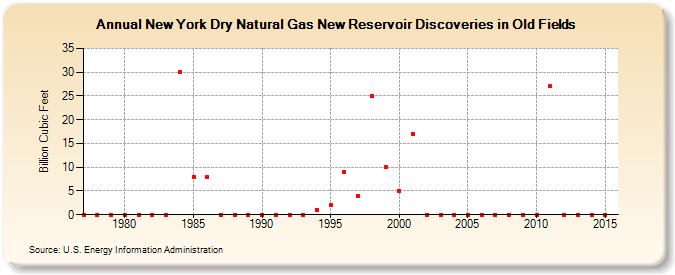 Annual New York Dry Natural Gas New Reservoir Discoveries in Old Fields
Billion Cubic Feet
35
30
25
20
15
10
5
0
1980 1985 1990 1995 2000 2005 2010 2015
Source: U.S. Energy Information Administration